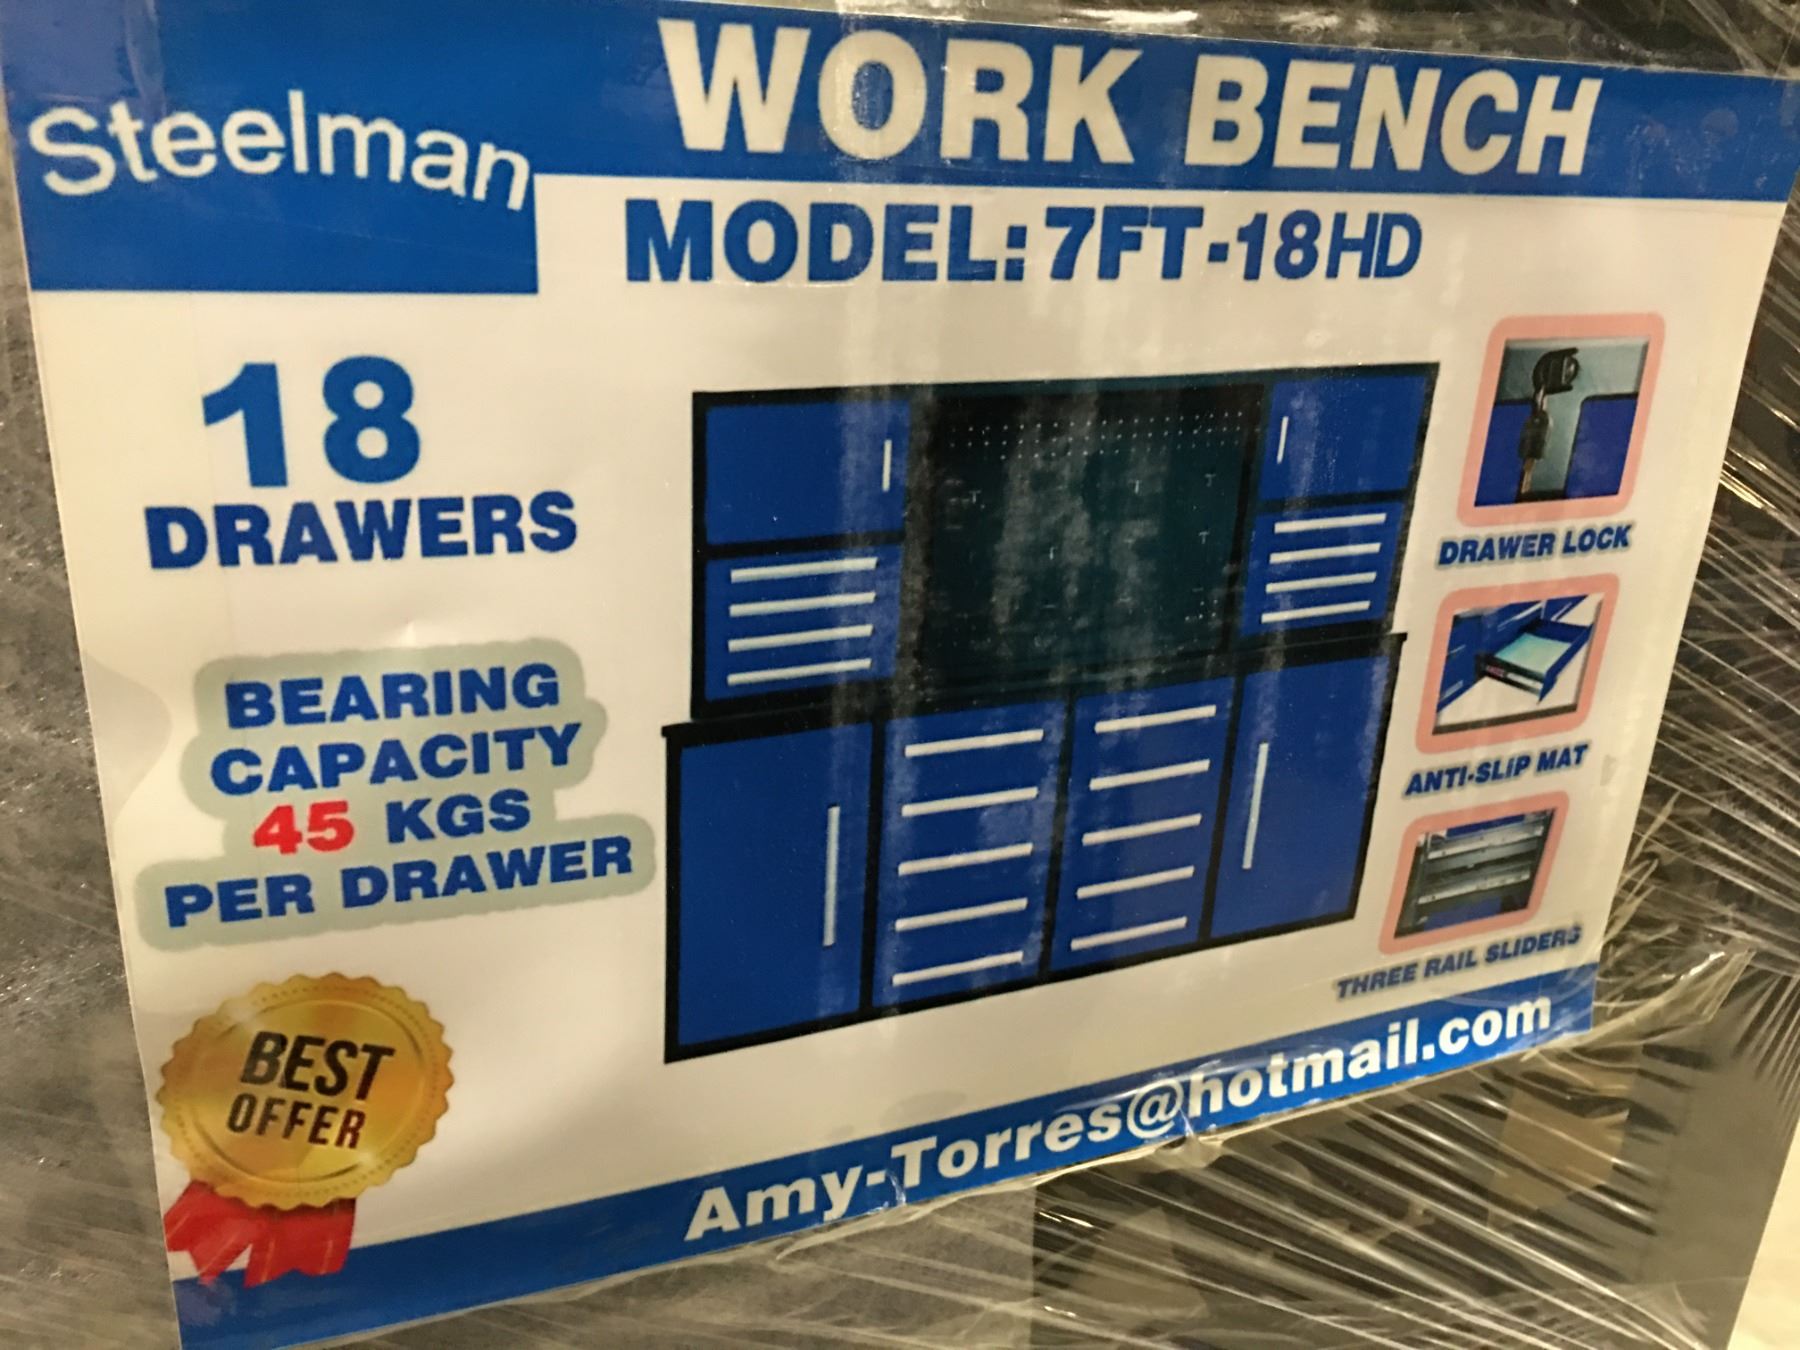 Steelman
WORK BENCH
MODEL: 7FT-18HD
18
DRAWERS
BEARING
CAPACITY
45 KGS
PER DRAWER
BEST
OFFER
DRAWER LOCK
ANTI-SLIP MAT
THREE RAIL SLIDERS
Amy-Torres@hotmail.com